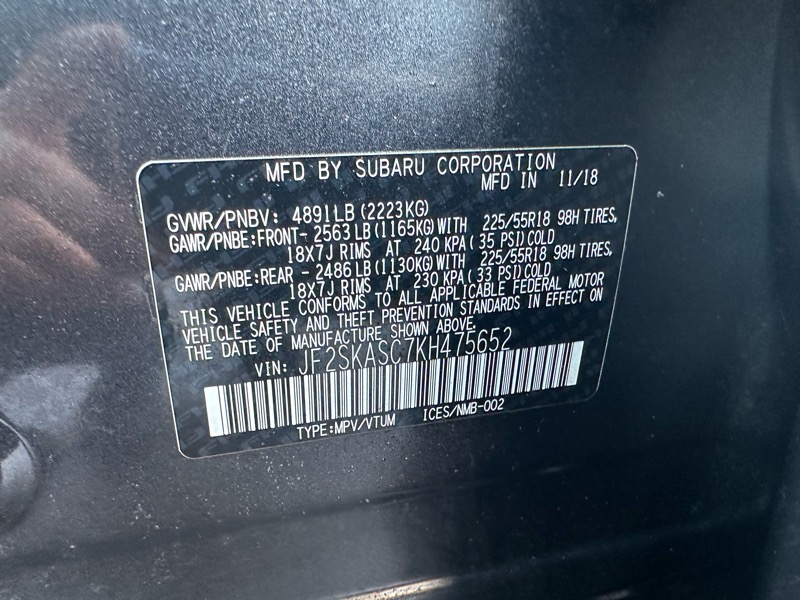 MFD BY SUBARU CORPORATION
MFD IN 11/18
GVWR/PNBV: 4891LB (2223KG)
GAWR/PNBE:FRONT- 2563LB(1165KG)WITH 225/55R18 98H TIRES,
18X7J RIMS AT 240 KPA( 35 PSI)COLD
GAWR/PNBE:REAR - 2486LB(1130KG)WITH 225/55R18 98H TIRES,
18X7J RIMS AT 230 KPA( 33 PSI)COLD
THIS VEHICLE CONFORMS TO ALL APPLICABLE FEDERAL MOTOR
VEHICLE SAFETY AND THEFT PREVENTION STANDARDS IN EFFECT ON
THE DATE OF MANUFACTURE SHOWN ABOVE.
VIN: JF2SKASC7KH475652
TYPE:MPV/VTUM ICES/NMB-002